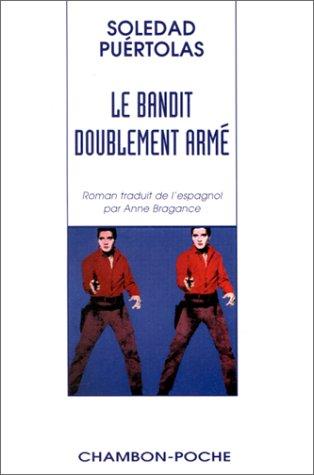 SOLEDAD
PUÉRTOLAS
LE BANDIT
DOUBLEMENT ARMÉ
Roman traduit de l'espagnol
par Anne Bragance
CHAMBON-POCHE